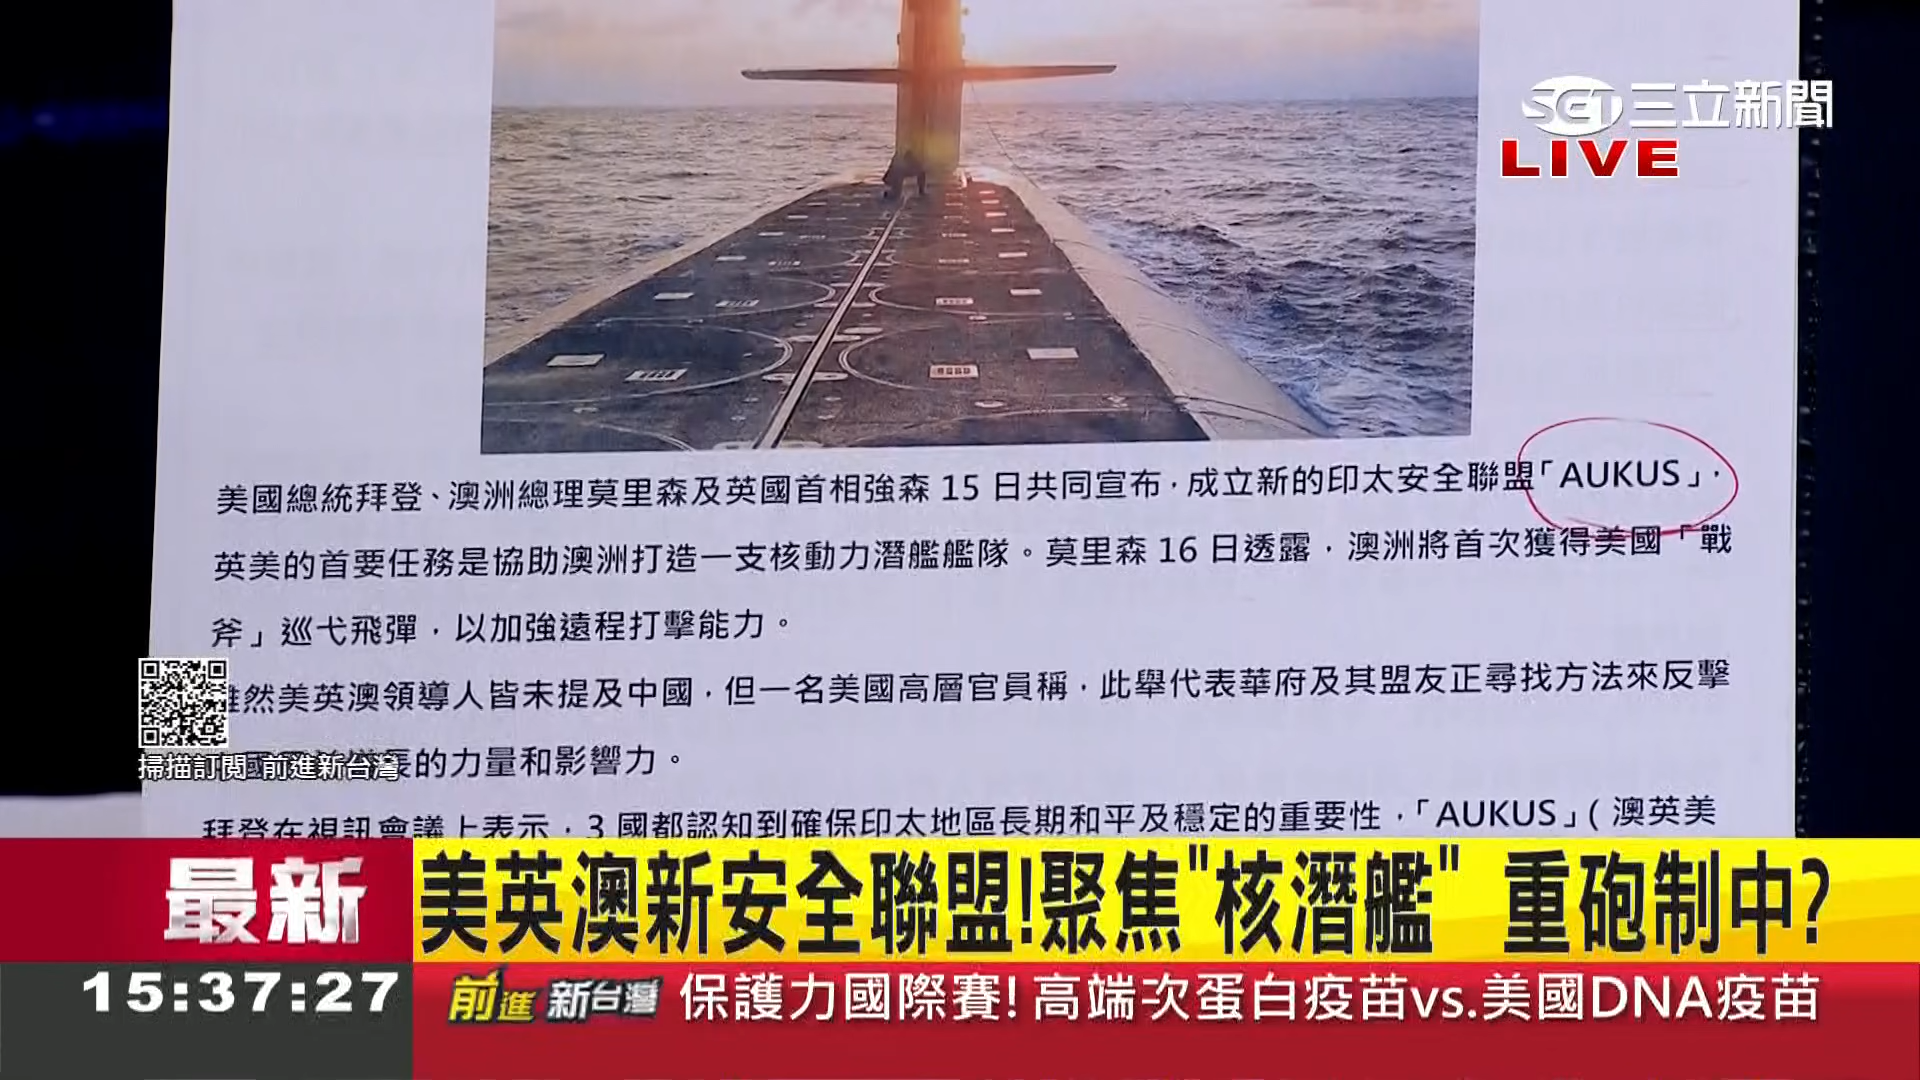 SET 三立新聞
LIVE
美國總統拜登、澳洲總理莫里森及英國首相強森 15 日共同宣布，成立新的印太安全聯盟「AUKUS」，
英美的首要任務是協助澳洲打造一支核動力潛艦艦隊。莫里森 16 日透露，澳洲將首次獲得美國「戰
斧」巡弋飛彈，以加強遠程打擊能力。
然美英澳領導人皆未提及中國，但一名美國高層官員稱，此舉代表華府及其盟友正尋找方法來反擊
長的力量和影響力。
掃描訂閱 前進新台灣
拜登在視訊會議上表示，3 國都認知到確保印太地區長期和平及穩定的重要性，「AUKUS」（澳英美
最新
美英澳新安全聯盟!聚焦"核潛艦" 重砲制中?
15:37:27
前進新台灣 保護力國際賽!高端次蛋白疫苗vs.美國DNA疫苗